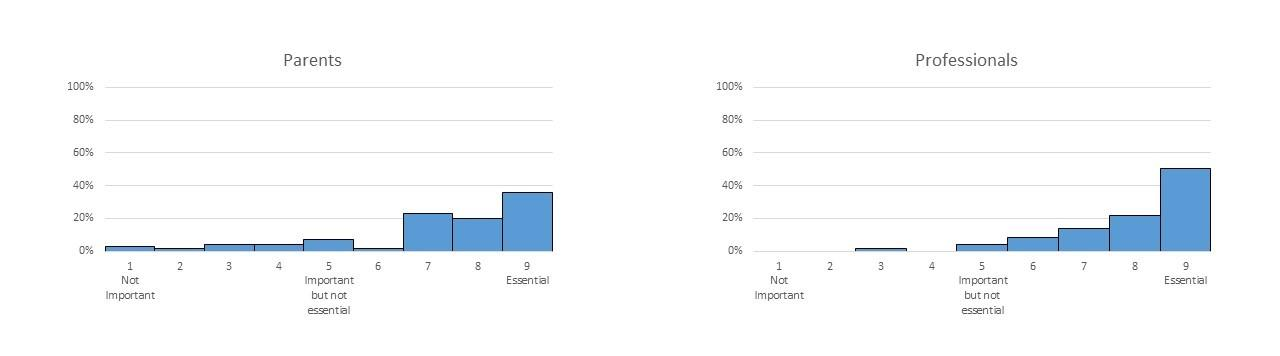 Parents
100%
80%
60%
40%
20%
0%
1 2 3 4 5 6 7 8 9
Not Important but not essential Essential
Important
Professionals
100%
80%
60%
40%
20%
0%
1 2 3 4 5 6 7 8 9
Not Important Essential
Important but not
essential